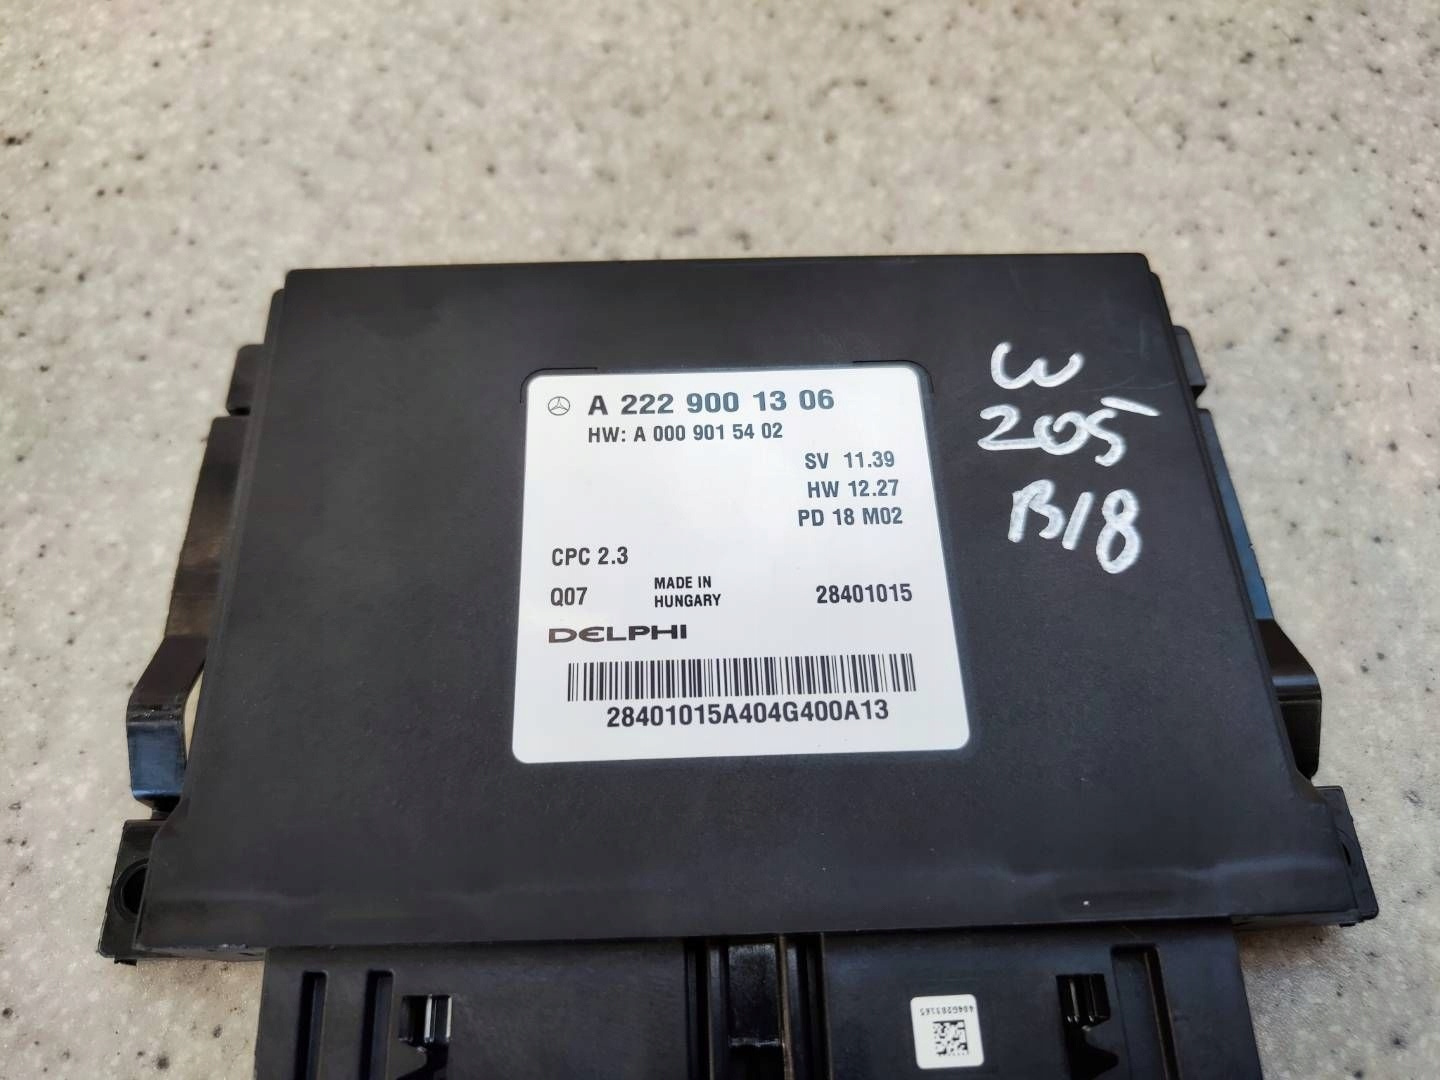 A 222 900 13 06
HW: A 000 901 54 02
SV 11.39
HW 12.27
PD 18 M02
CPC 2.3
Q07 MADE IN HUNGARY 28401015
DELPHI
28401015A404G400A13
W
205
B18